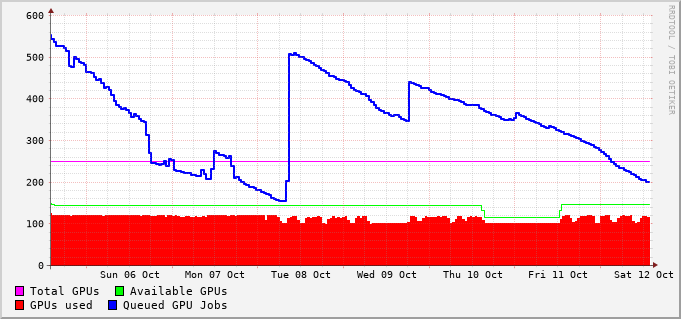 600
500
400
300
200
100
0
Sun 06 Oct Mon 07 Oct Tue 08 Oct Wed 09 Oct Thu 10 Oct Fri 11 Oct Sat 12 Oct
Total GPUs Available GPUs
GPUs used Queued GPU Jobs
RRDTOOL / TOBI OETIKER